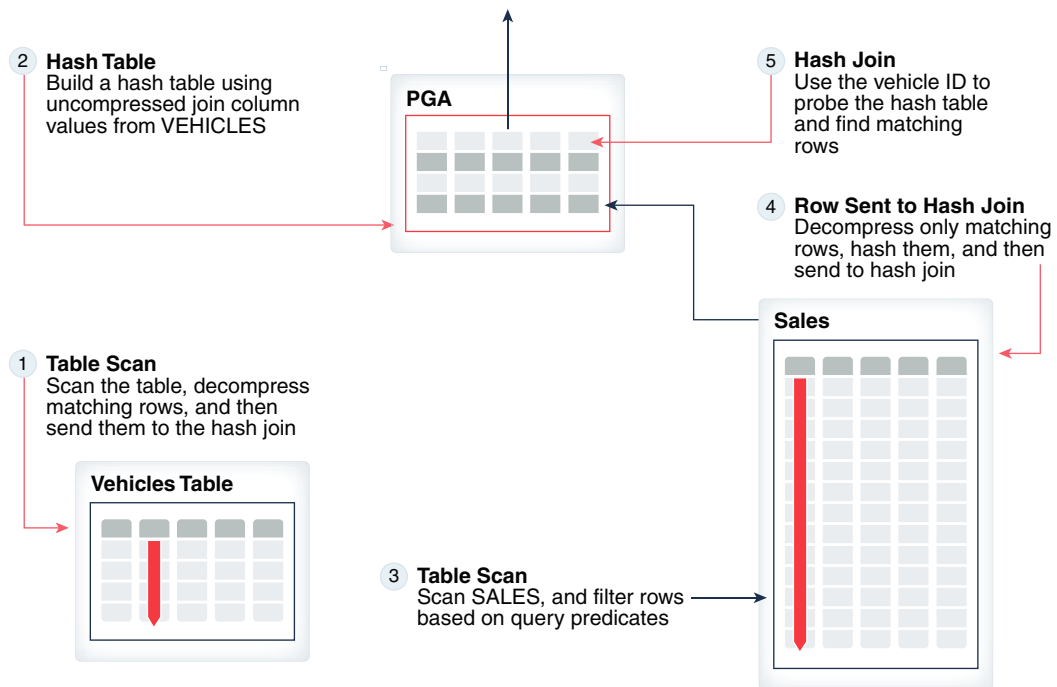 2 Hash Table
Build a hash table using
uncompressed join column
values from VEHICLES
PGA
5 Hash Join
Use the vehicle ID to
probe the hash table
and find matching
rows
4 Row Sent to Hash Join
Decompress only matching
rows, hash them, and then
send to hash join
Sales
1 Table Scan
Scan the table, decompress
matching rows, and then
send them to the hash join
Vehicles Table
3 Table Scan
Scan SALES, and filter rows
based on query predicates